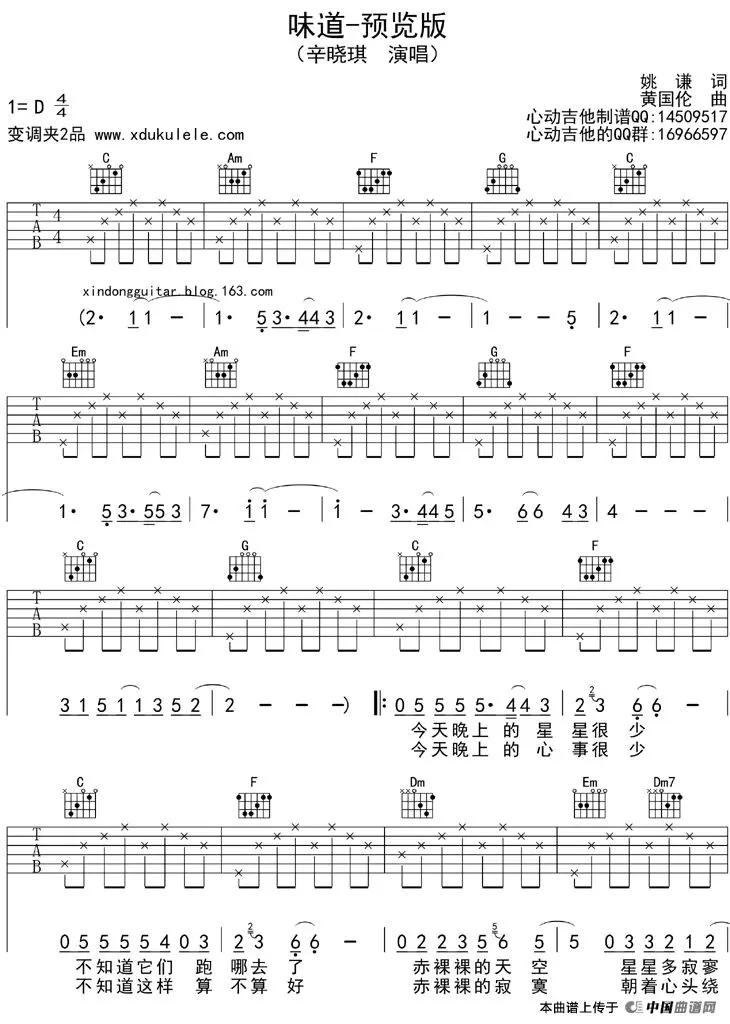 味道-预览版
（辛晓琪 演唱）
姚 谦 词
1= D 4/4
黄国伦 曲
心动吉他制谱QQ:14509517
变调夹2品 www.xdukulele.com
心动吉他的QQ群:16966597
C Am F G C
T A B 4/4
xindongguitar.blog.163.com
(2· 1 1 - 1· 5 3· 4 4 3 2· 1 1 - 1 - - 5 2· 1 1 -
Em Am F G F
T A B
1· 5 3· 5 5 3 7· 1 1 - 1 - 3· 4 4 5 5· 6 6 4 3 4 - - -
C G C F
T A B
3 1 5 1 1 3 5 2 2 - - -) 0 5 5 5 5· 4 4 3 2 2 3 6 6
今天晚上 的 星 星很 少
今天晚上 的 心 事很 少
C F Dm Em Dm7
T A B
0 5 5 5 5 4 0 3 2 2 3 6 6· 0 2 2 3 5 6 5 5 0 3 3 2 1 2
不知道它们 跑 哪去 了 赤裸裸的天 空 星星多寂寥
不知道这样 算 不算 好 赤裸裸的寂 寞 朝着心头绕
本曲谱上传于 中国曲谱网